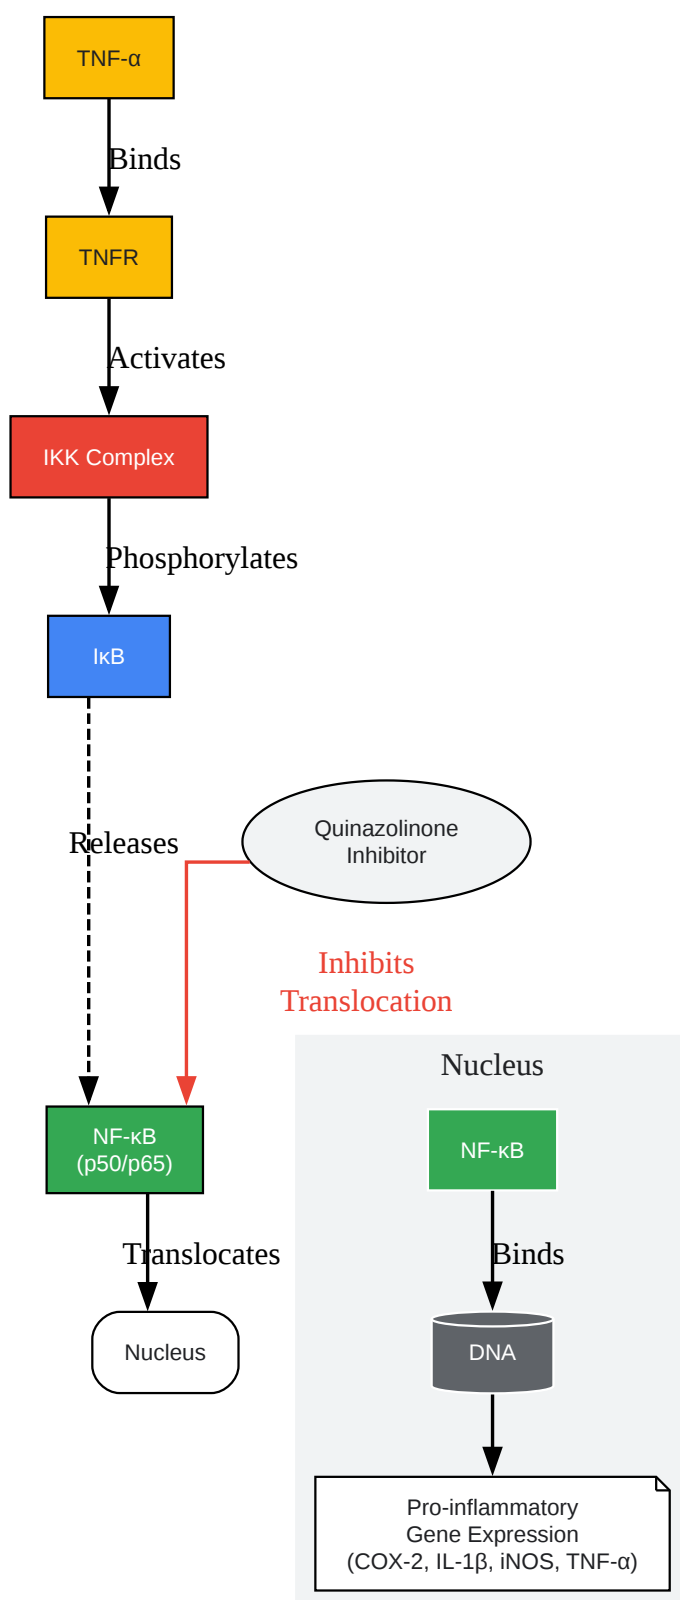 TNF-α
Binds
TNFR
Activates
IKK Complex
Phosphorylates
IκB
Releases
Quinazolinone
Inhibitor
Inhibits
Translocation
Nucleus
NF-κB
(p50/p65)
NF-κB
Translocates
Binds
Nucleus
DNA
Pro-inflammatory
Gene Expression
(COX-2, IL-1β, iNOS, TNF-α)